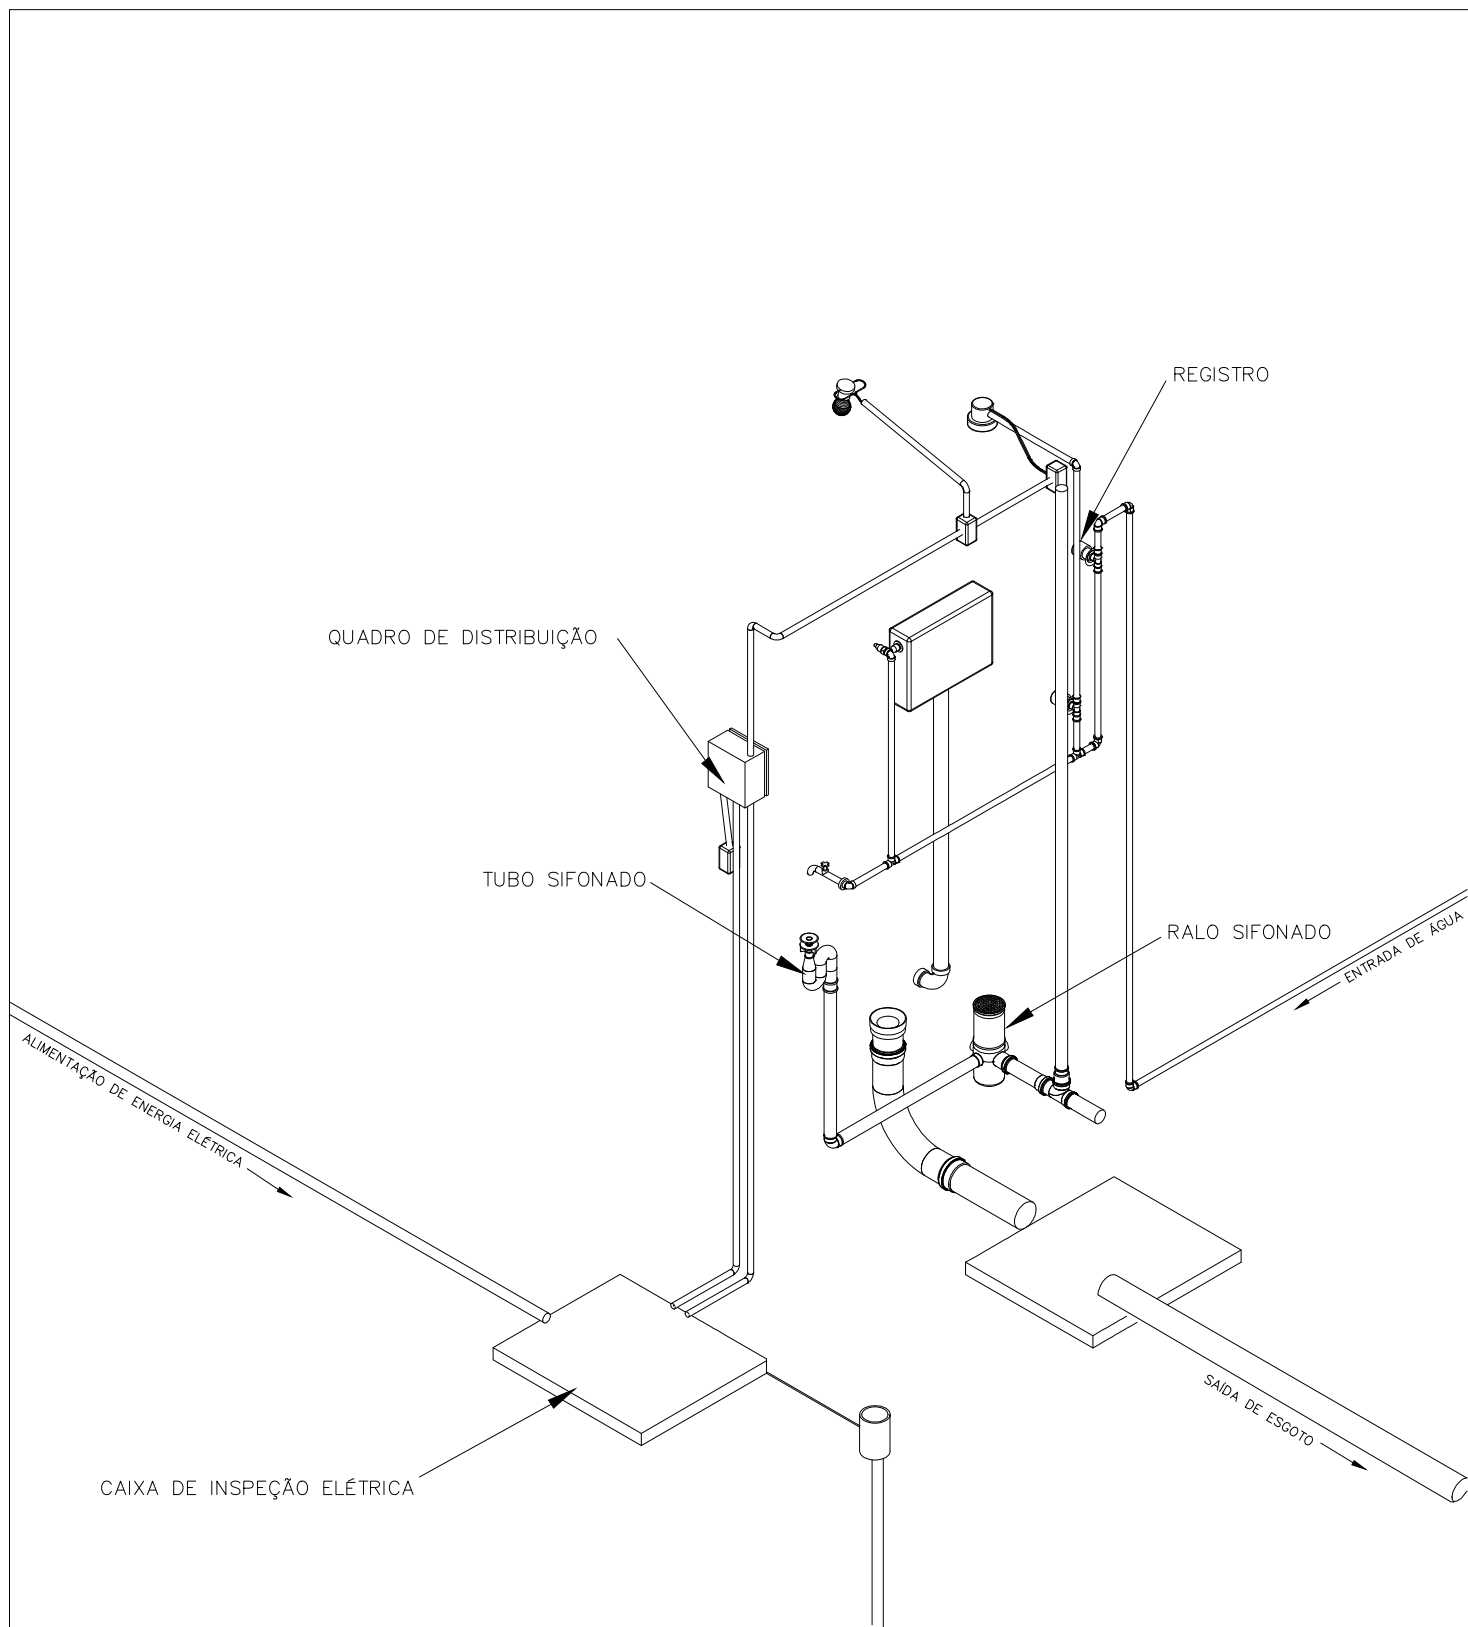 REGISTRO
QUADRO DE DISTRIBUIÇÃO
TUBO SIFONADO
RALO SIFONADO
ENTRADA DE ÁGUA
ALIMENTAÇÃO DE ENERGIA ELÉTRICA
SAÍDA DE ESGOTO
CAIXA DE INSPEÇÃO ELÉTRICA